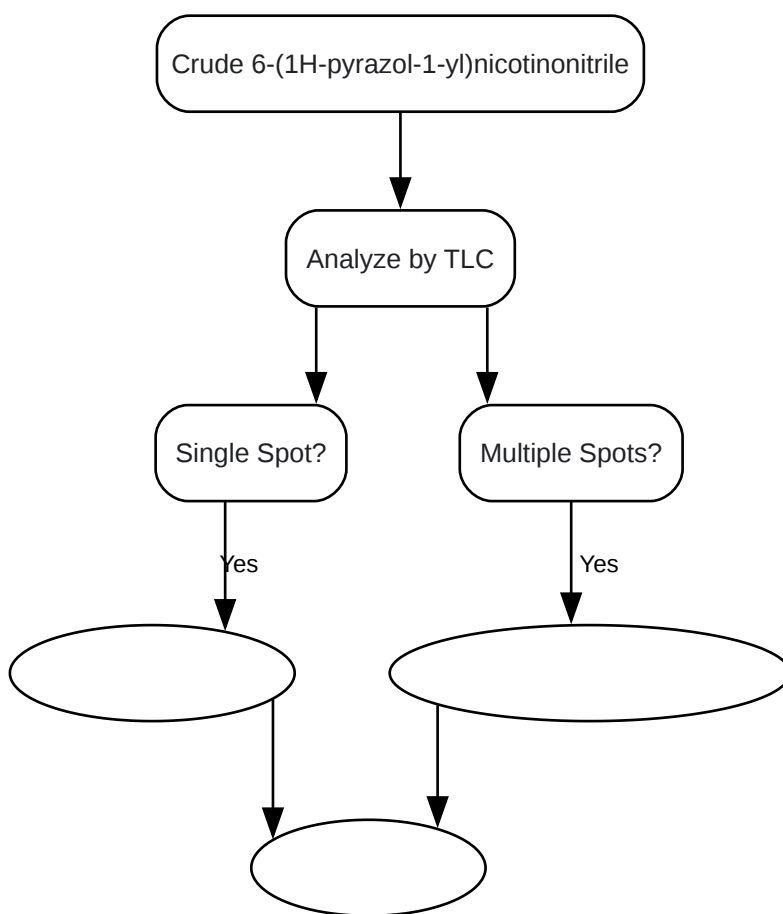 Crude 6-(1H-pyrazol-1-yl)nicotinonitrile
Analyze by TLC
Single Spot?
Multiple Spots?
Yes
Yes